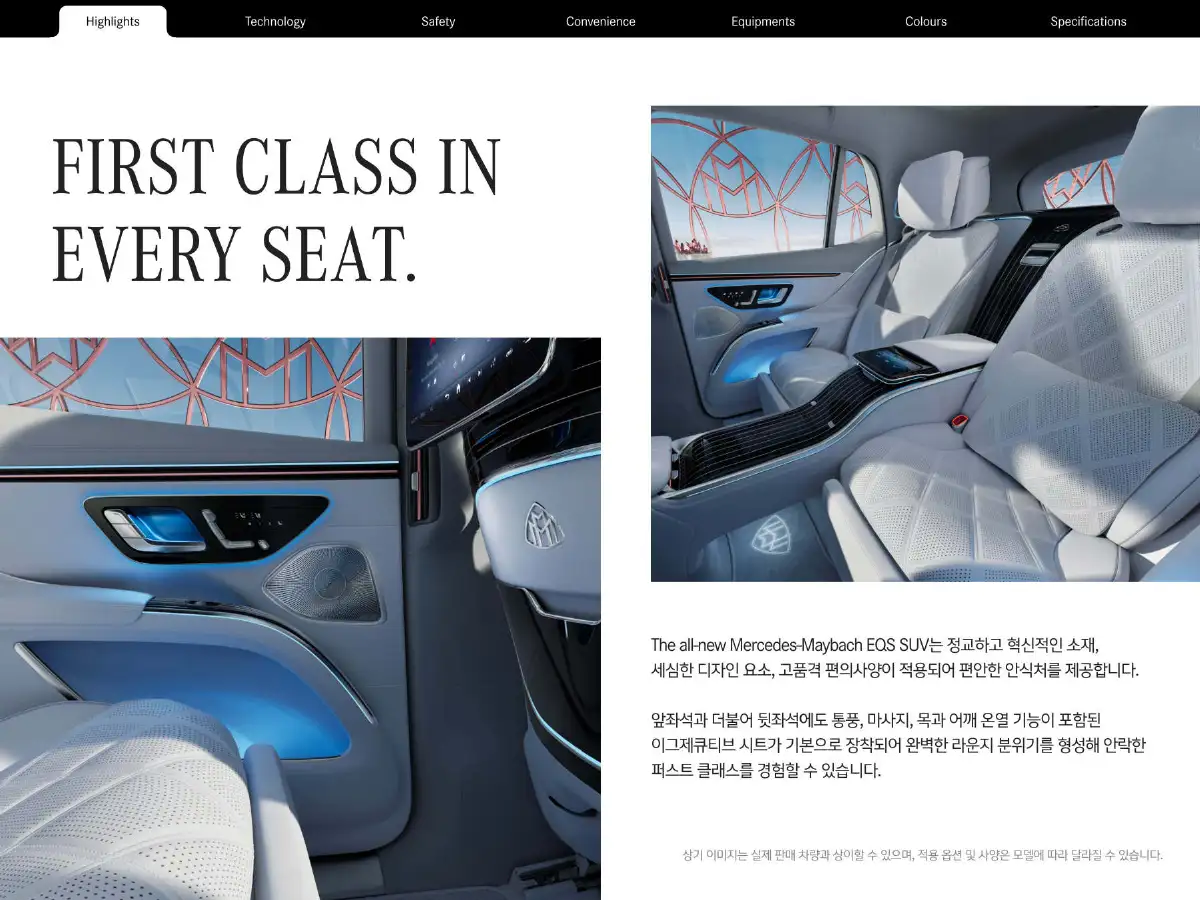 Highlights
Technology
Safety
Convenience
Equipments
Colours
Specifications
FIRST CLASS IN
EVERY SEAT.
The all-new Mercedes-Maybach EQS SUV는 정교하고 혁신적인 소재,
세심한 디자인 요소, 고품격 편의사양이 적용되어 편안한 안식처를 제공합니다.
앞좌석과 더불어 뒷좌석에도 통풍, 마사지, 목과 어깨 온열 기능이 포함된
이그제큐티브 시트가 기본으로 장착되어 완벽한 라운지 분위기를 형성해 안락한
퍼스트 클래스를 경험할 수 있습니다.
상기 이미지는 실제 판매 차량과 상이할 수 있으며, 적용 옵션 및 사양은 모델에 따라 달라질 수 있습니다.